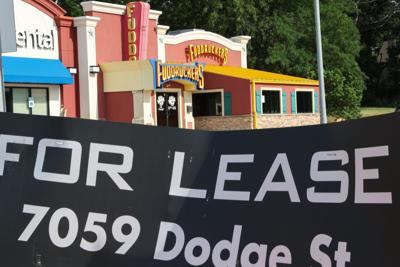 ental
FUDD
FUDDRUCKERS
FUDDRUCKERS
FOR LEASE
7059 Dodge St